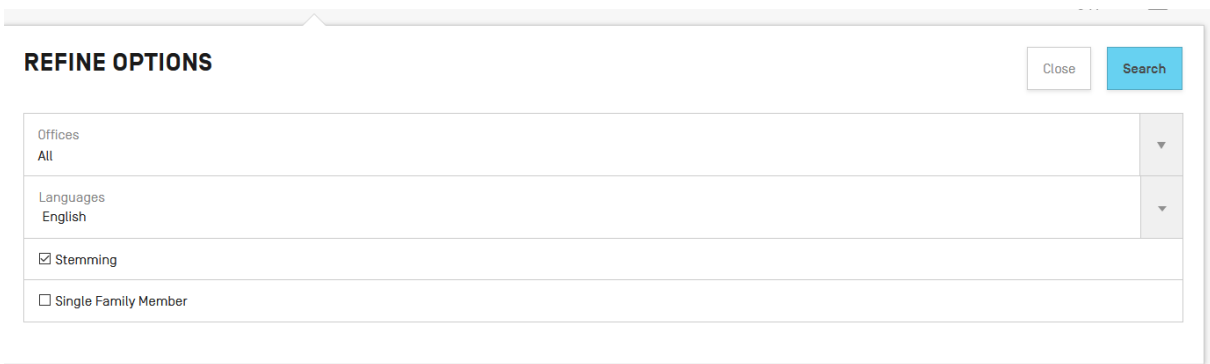 REFINE OPTIONS
Close
Search
Offices
All
Languages
English
Stemming
Single Family Member